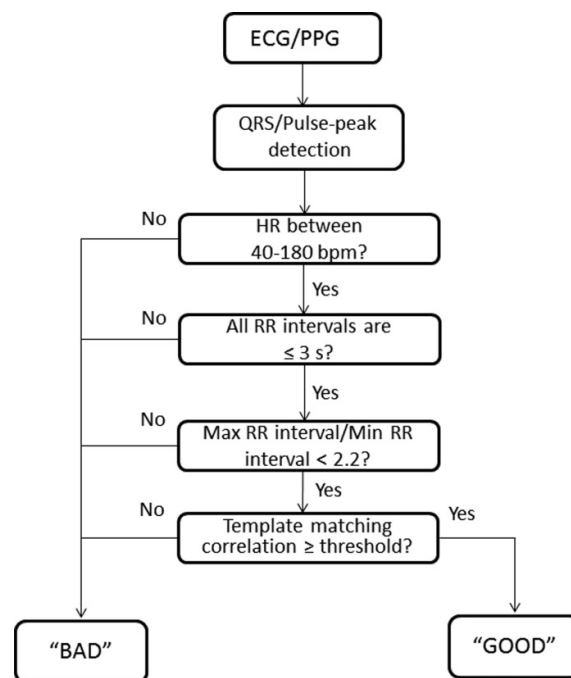 ECG/PPG
QRS/Pulse-peak
detection
No
HR between
40-180 bpm?
Yes
No
All RR intervals are
≤ 3 s?
Yes
No
Max RR interval/Min RR
interval < 2.2?
Yes
No
Template matching
correlation ≥ threshold?
Yes
“BAD”
“GOOD”